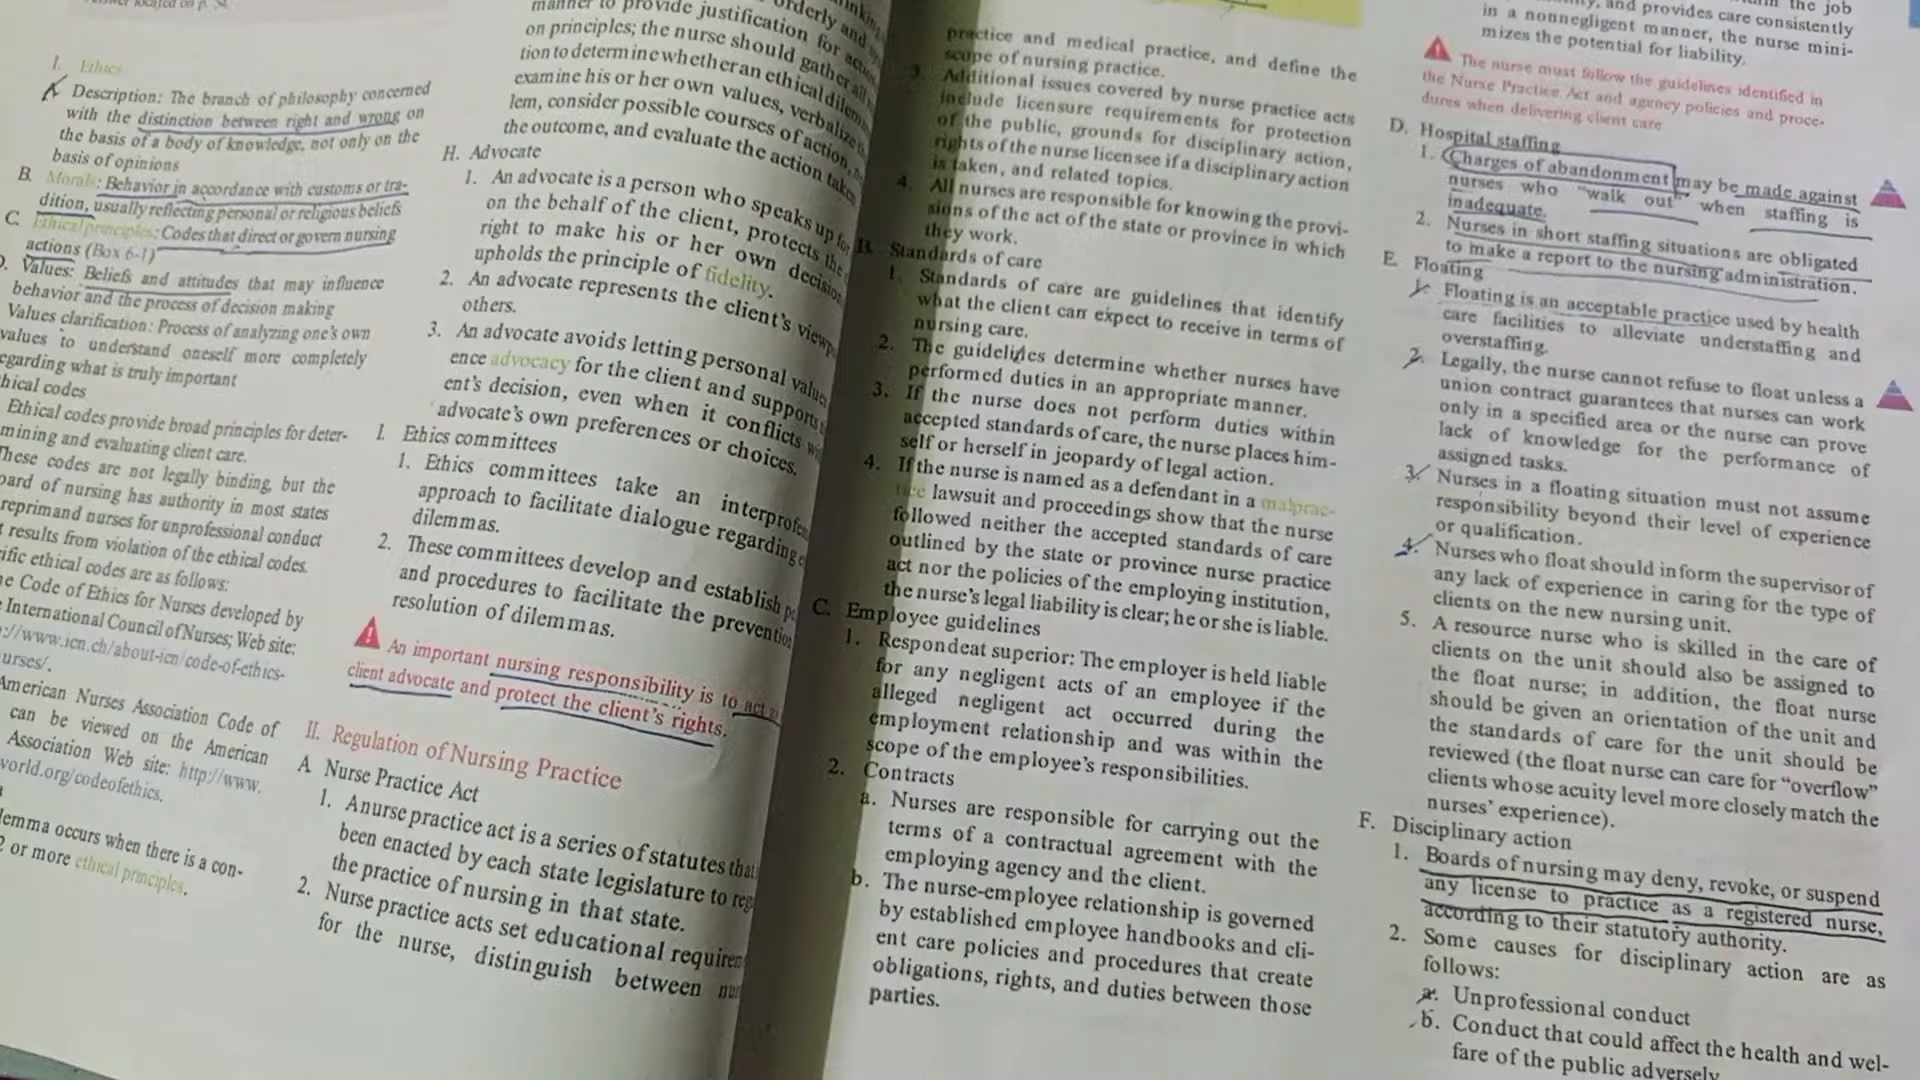 I. Ethics
A. Description: The branch of philosophy concerned
with the distinction between right and wrong on
the basis of a body of knowledge, not only on the
basis of opinions
B. Morals: Behavior in accordance with customs or tra-
dition, usually reflecting personal or religious beliefs
C. Ethical principles: Codes that direct or govern nursing
actions (Box 6-1)
Values: Beliefs and attitudes that may influence
behavior and the process of decision making
Values clarification: Process of analyzing one's own
values to understand oneself more completely
regarding what is truly important
codes
Ethical codes provide broad principles for deter-
mining and evaluating client care.
These codes are not legally binding, but the
board of nursing has authority in most states
reprimand nurses for unprofessional conduct
results from violation of the ethical codes.
ethical codes are as follows:
Code of Ethics for Nurses developed by
International Council of Nurses; Web site:
://www.icn.ch/about-icn/code-of-ethics-
nurses/.
American Nurses Association Code of
can be viewed on the American
Association Web site: http://www.
world.org/codeofethics.
occurs when there is a con-
2 or more ethical principles.
orderly and
manner to provide justification for action
on principles; the nurse should gather all
tion to determine whether an ethical dilemma
examine his or her own values, verbalize
lem, consider possible courses of action,
the outcome, and evaluate the action taken
H. Advocate
1. An advocate is a person who speaks up for
on the behalf of the client, protects the
right to make his or her own decisions
upholds the principle of fidelity.
2. An advocate represents the client's
others.
3. An advocate avoids letting personal values
ence advocacy for the client and supports
ent's decision, even when it conflicts
advocate's own preferences or choices.
I. Ethics committees
1. Ethics committees take an
approach to facilitate dialogue regarding
dilemmas.
2. These committees develop and establish
and procedures to facilitate the prevention
resolution of dilemmas.
An important nursing responsibility is to act
client advocate and protect the client's rights.
II. Regulation of Nursing Practice
A Nurse Practice Act
1. A nurse practice act is a series of statutes that
been enacted by each state legislature to
the practice of nursing in that state.
2. Nurse practice acts set educational
for the nurse, distinguish between
practice and medical practice, and define the
scope of nursing practice.
3. Additional issues covered by nurse practice acts
include licensure requirements for protection
of the public, grounds for disciplinary action,
rights of the nurse licensee if a disciplinary action
is taken, and related topics.
4. All nurses are responsible for knowing the provi-
sions of the act of the state or province in which
they work.
B. Standards of care
1. Standards of care are guidelines that identify
what the client can expect to receive in terms of
nursing care.
2. The guidelines determine whether nurses have
performed duties in an appropriate manner.
3. If the nurse does not perform duties within
accepted standards of care, the nurse places him-
self or herself in jeopardy of legal action.
4. If the nurse is named as a defendant in a malprac-
tice lawsuit and proceedings show that the nurse
followed neither the accepted standards of care
outlined by the state or province nurse practice
act nor the policies of the employing institution,
the nurse's legal liability is clear; he or she is liable.
C. Employee guidelines
1. Respondeat superior: The employer is held liable
for any negligent acts of an employee if the
alleged negligent act occurred during the
employment relationship and was within the
scope of the employee's responsibilities.
2. Contracts
a. Nurses are responsible for carrying out the
terms of a contractual agreement with the
employing agency and the client.
b. The nurse-employee relationship is governed
by established employee handbooks and cli-
ent care policies and procedures that create
obligations, rights, and duties between those
parties.
the job
and provides care consistently
in a nonnegligent manner, the nurse mini-
mizes the potential for liability.
The nurse must follow the guidelines identified in
the Nurse Practice Act and agency policies and proce-
dures when delivering client care
D. Hospital staffing
1. Charges of abandonment may be made against
nurses who "walk out" when staffing is
inadequate.
2. Nurses in short staffing situations are obligated
to make a report to the nursing administration.
E. Floating
1. Floating is an acceptable practice used by health
care facilities to alleviate understaffing and
overstaffing.
2. Legally, the nurse cannot refuse to float unless a
union contract guarantees that nurses can work
only in a specified area or the nurse can prove
lack of knowledge for the performance of
assigned tasks.
3. Nurses in a floating situation must not assume
responsibility beyond their level of experience
or qualification.
4. Nurses who float should inform the supervisor of
any lack of experience in caring for the type of
clients on the new nursing unit.
5. A resource nurse who is skilled in the care of
clients on the unit should also be assigned to
the float nurse; in addition, the float nurse
should be given an orientation of the unit and
the standards of care for the unit should be
reviewed (the float nurse can care for "overflow"
clients whose acuity level more closely match the
nurses' experience).
F. Disciplinary action
1. Boards of nursing may deny, revoke, or suspend
any license to practice as a registered nurse,
according to their statutory authority.
2. Some causes for disciplinary action are as
follows:
a. Unprofessional conduct
b. Conduct that could affect the health and wel-
fare of the public adversely